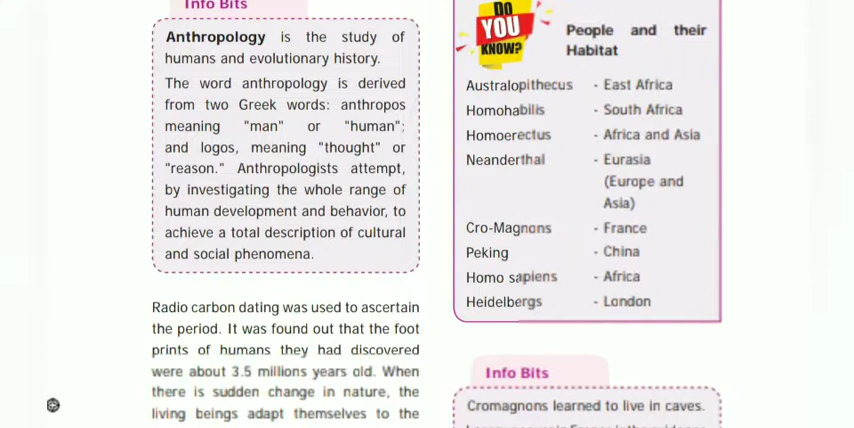 Info Bits
Anthropology is the study of
humans and evolutionary history.
The word anthropology is derived
from two Greek words: anthropos
meaning "man" or "human";
and logos, meaning "thought" or
"reason." Anthropologists attempt,
by investigating the whole range of
human development and behavior, to
achieve a total description of cultural
and social phenomena.
Radio carbon dating was used to ascertain
the period. It was found out that the foot
prints of humans they had discovered
were about 3.5 millions years old. When
there is sudden change in nature, the
living beings adapt themselves to the
DO
YOU
KNOW?
People and their
Habitat
Australopithecus - East Africa
Homohabilis - South Africa
Homoerectus - Africa and Asia
Neanderthal - Eurasia
(Europe and
Asia)
Cro-Magnons - France
Peking - China
Homo sapiens - Africa
Heidelbergs - London
Info Bits
Cromagnons learned to live in caves.